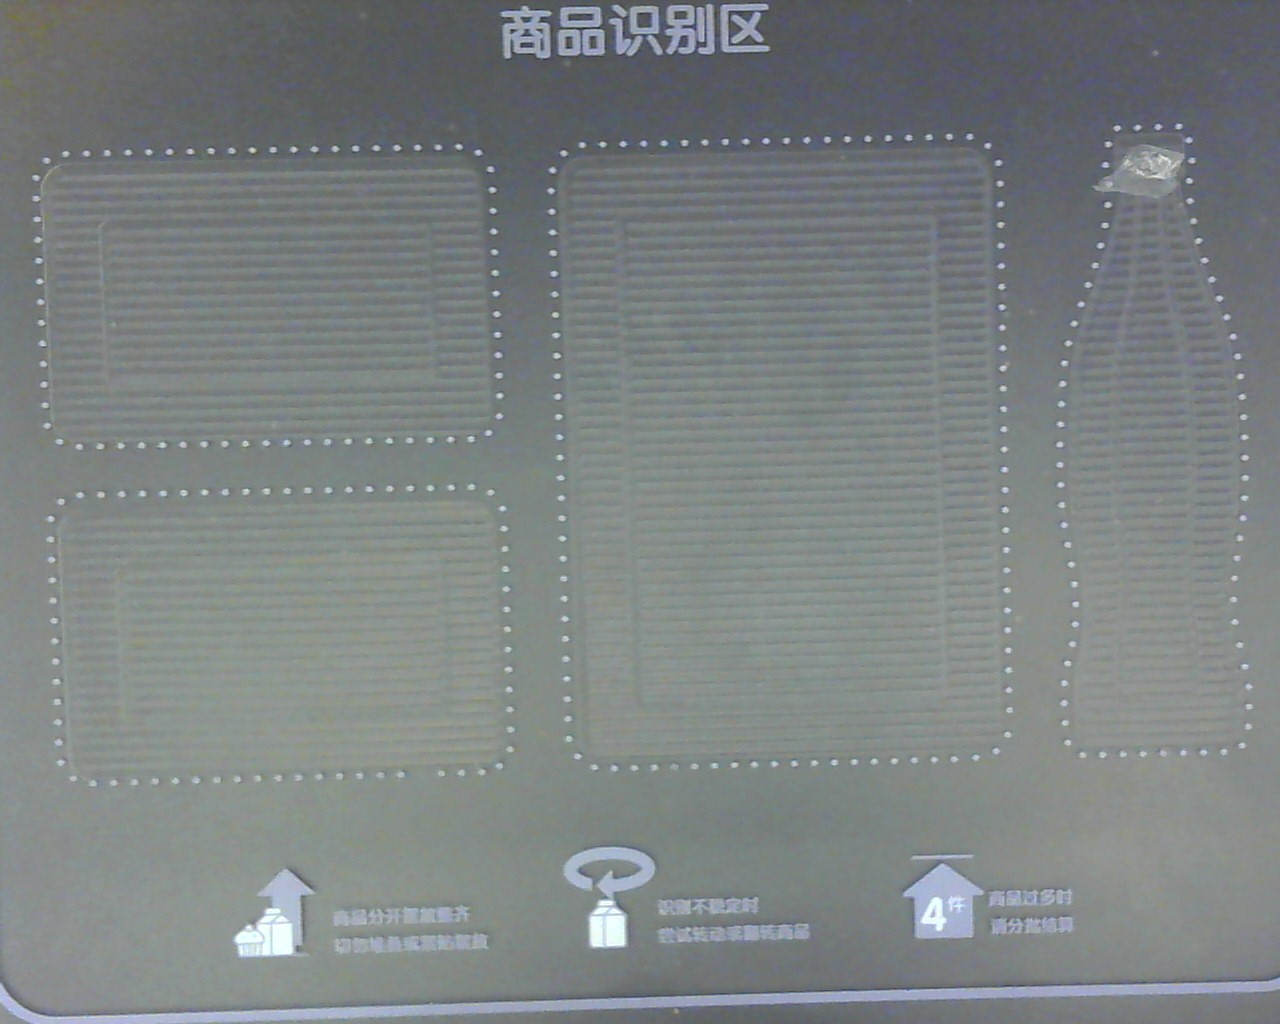 商品识别区
商品分开摆放整齐
切勿堆叠或紧贴摆放
识别不稳定时
尝试转动或翻转商品
4件
商品过多时
请分批结算